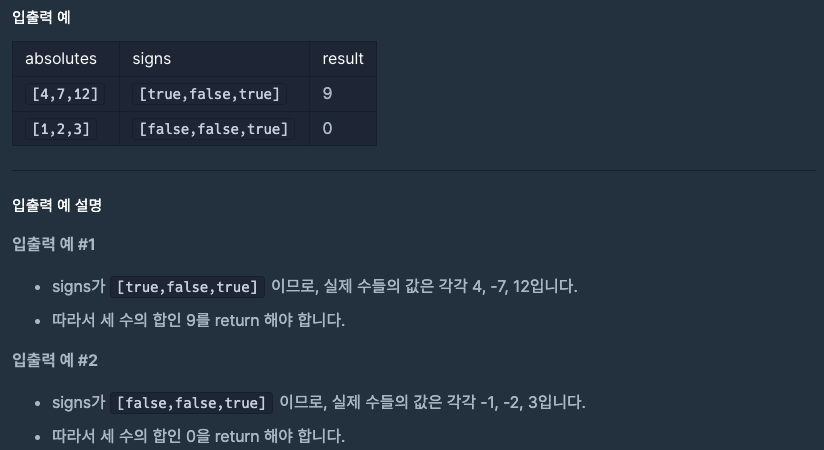 입출력 예
absolutes signs result
[4,7,12] [true,false,true] 9
[1,2,3] [false,false,true] 0
입출력 예 설명
입출력 예 #1
• signs가 [true,false,true] 이므로, 실제 수들의 값은 각각 4, -7, 12입니다.
• 따라서 세 수의 합인 9를 return 해야 합니다.
입출력 예 #2
• signs가 [false,false,true] 이므로, 실제 수들의 값은 각각 -1, -2, 3입니다.
• 따라서 세 수의 합인 0을 return 해야 합니다.